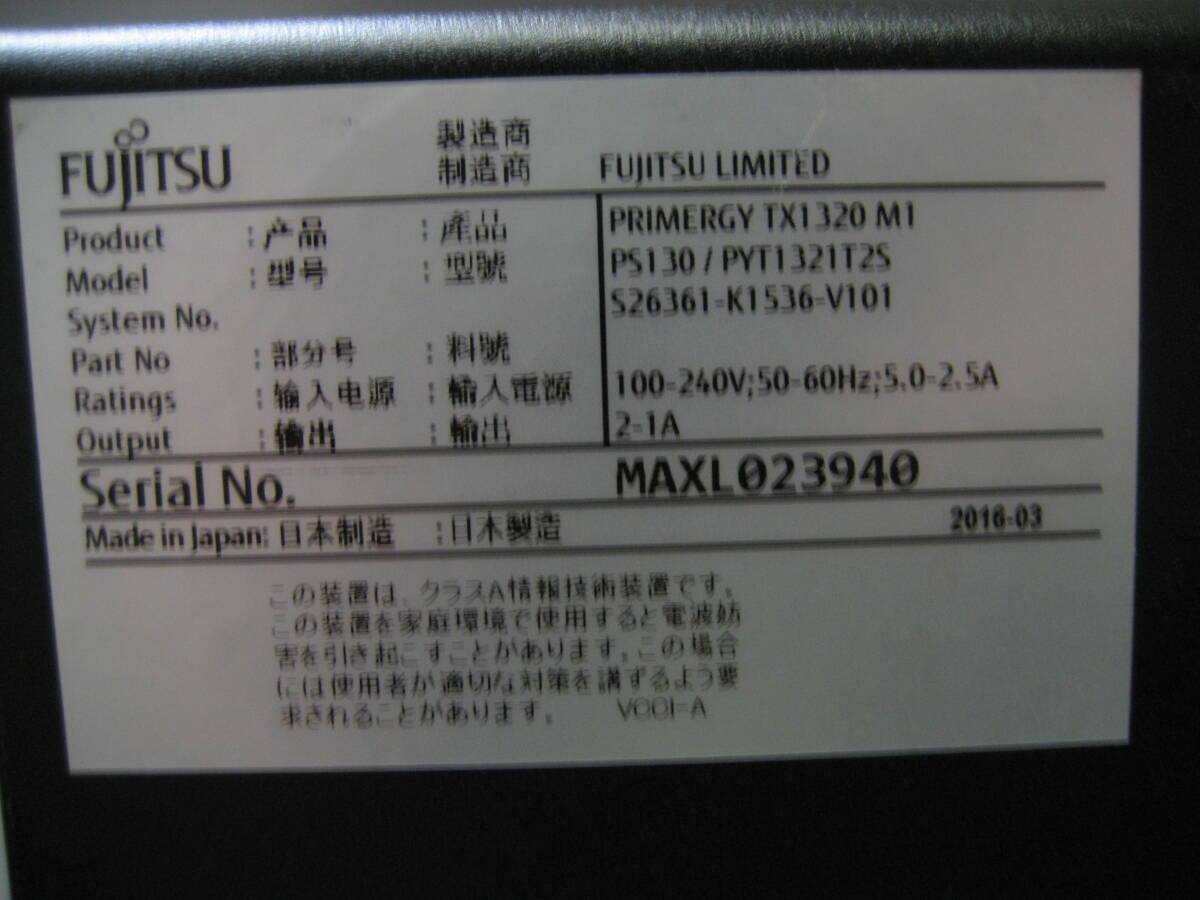 FUJITSU 製造商
制造商 FUJITSU LIMITED
Product :产品 :產品 PRIMERGY TX1320 M1
Model :型号 :型號 PS130 / PYT1321T2S
System No. S26361-K1536-V101
Part No :部分号 :料號
Ratings :输入电源 :輸入電源 100-240V;50-60Hz;5.0-2.5A
Output :输出 :輸出 2-1A
Serial No. MAXL023940
Made in Japan: 日本制造 :日本製造 2016-03
この装置は、クラスA情報技術装置です。
この装置を家庭環境で使用すると電波妨
害を引き起こすことがあります。この場合
には使用者が適切な対策を講ずるよう要
求されることがあります。 VCCI-A